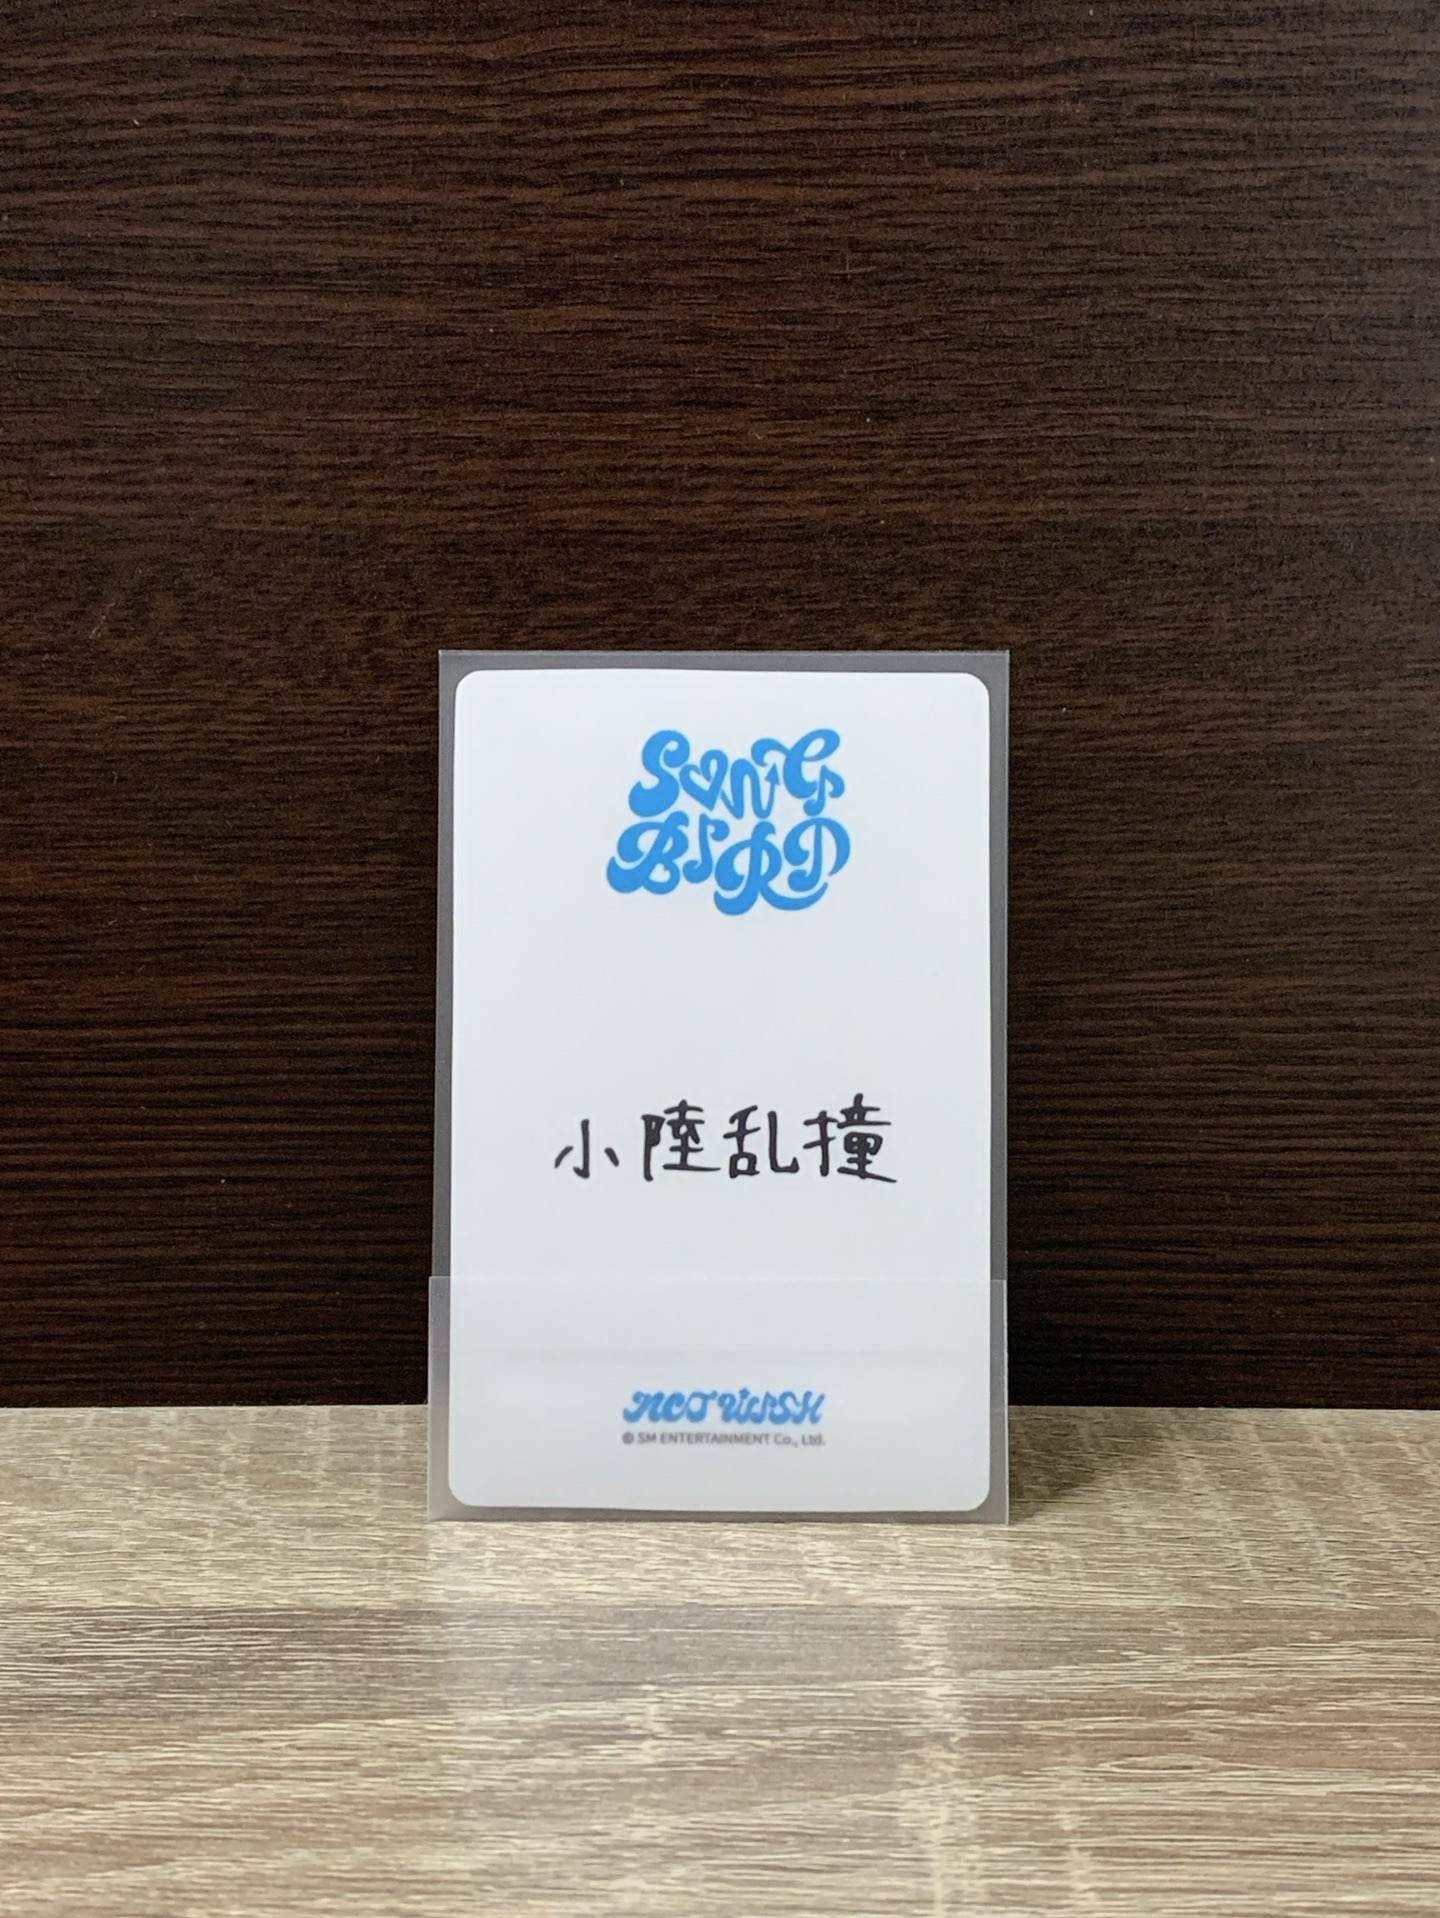 SONG
BIRD
小陸乱撞
NCT WISH
© SM ENTERTAINMENT Co., Ltd.